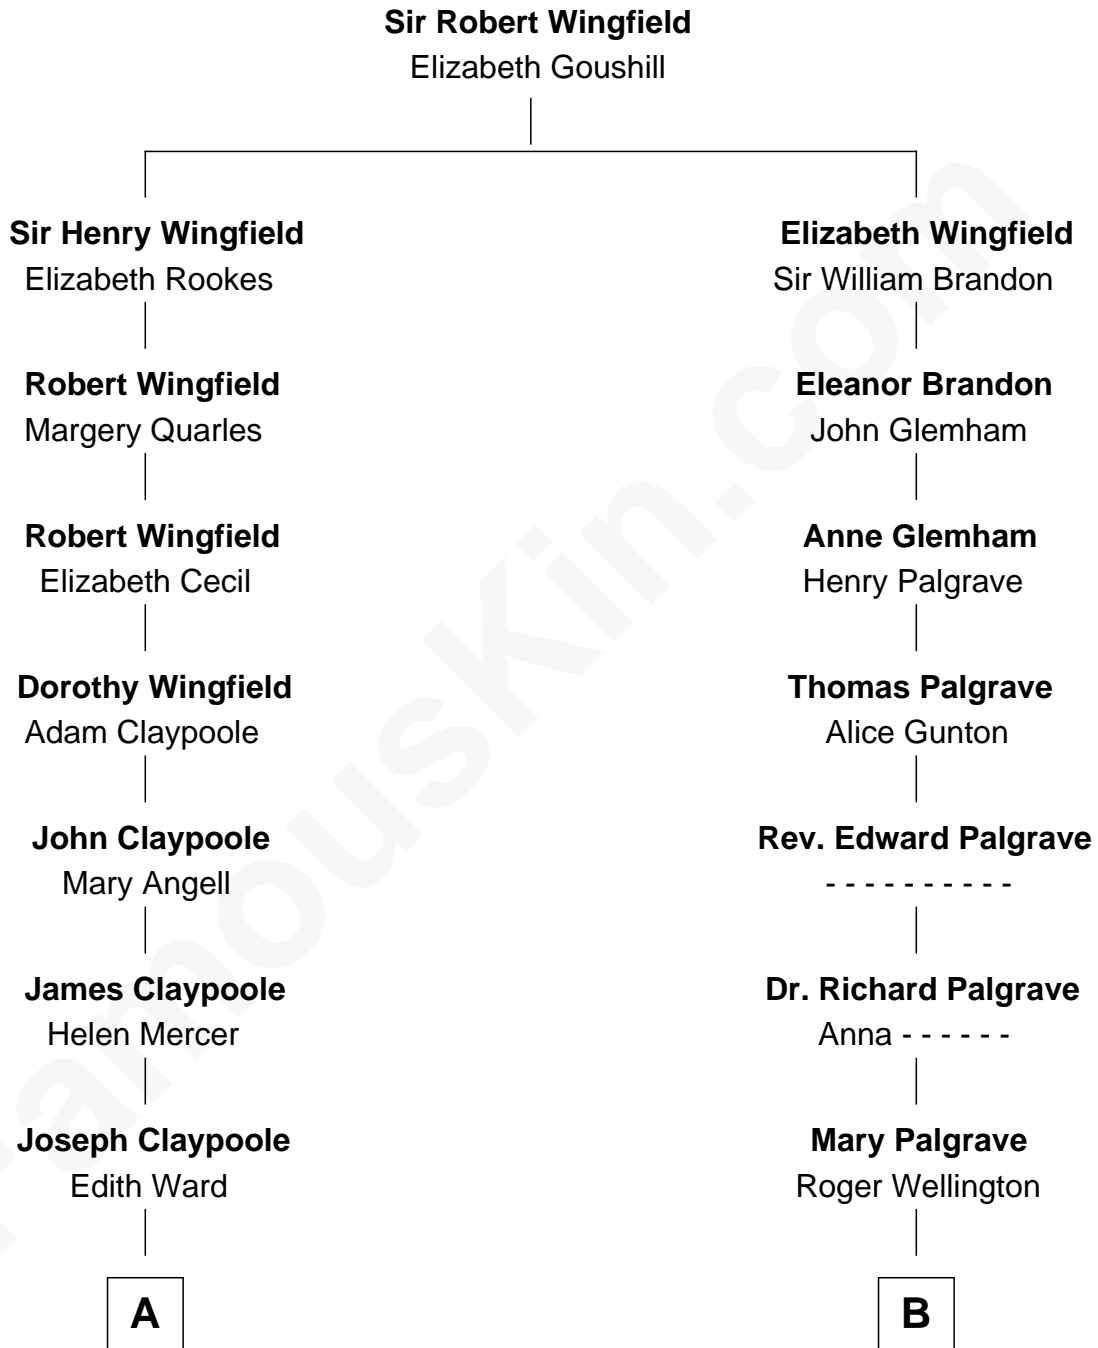 Sir Robert Wingfield
Elizabeth Goushill
Sir Henry Wingfield
Elizabeth Rookes
Robert Wingfield
Margery Quarles
Robert Wingfield
Elizabeth Cecil
Dorothy Wingfield
Adam Claypoole
John Claypoole
Mary Angell
James Claypoole
Helen Mercer
Joseph Claypoole
Edith Ward
A
Elizabeth Wingfield
Sir William Brandon
Eleanor Brandon
John Glemham
Anne Glemham
Henry Palgrave
Thomas Palgrave
Alice Gunton
Rev. Edward Palgrave
- - - - - - - - - -
Dr. Richard Palgrave
Anna - - - - - -
Mary Palgrave
Roger Wellington
B
FamousKin.com